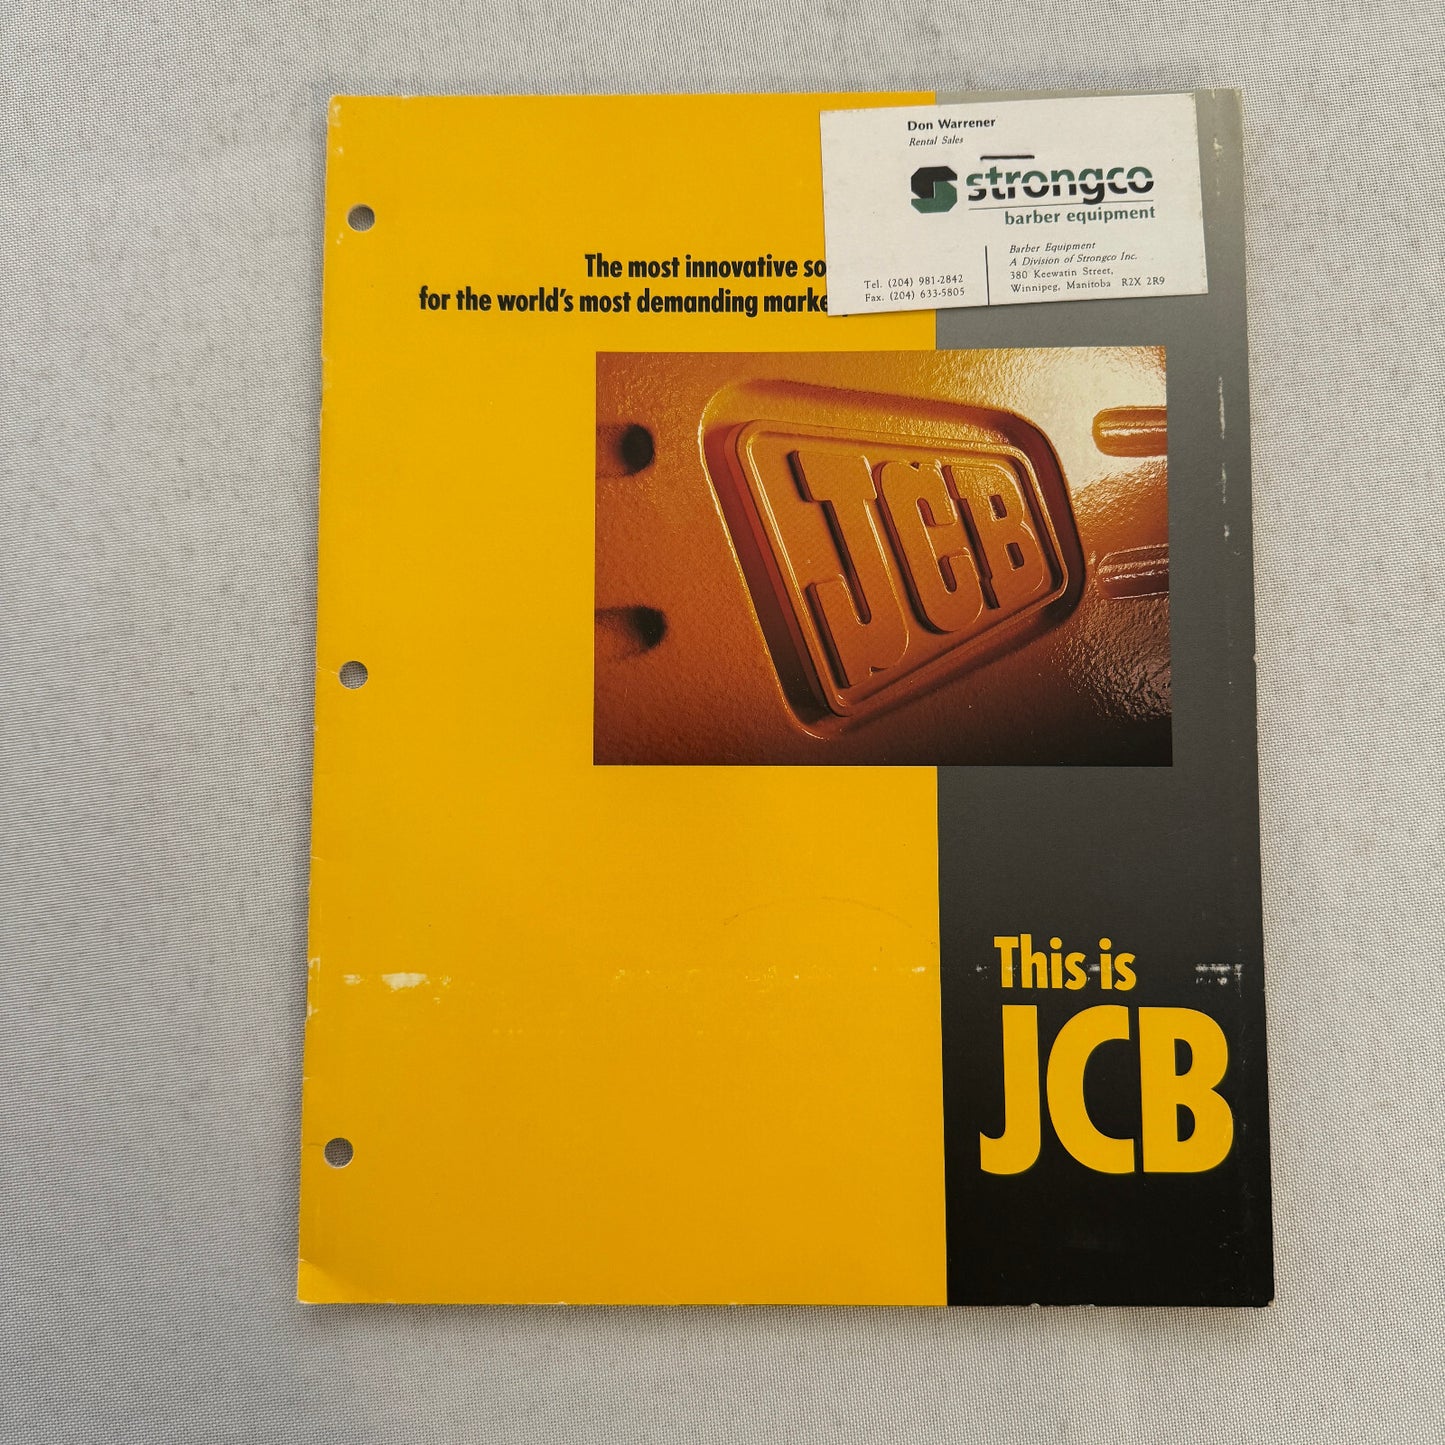 Don Warrener
Rental Sales
strongco
barber equipment
Barber Equipment
A Division of Strongco Inc.
380 Keewatin Street,
Winnipeg, Manitoba R2X 2R9
Tel. (204) 981-2842
Fax. (204) 633-5805
The most innovative
for the world's most demanding
JCB
This is
JCB